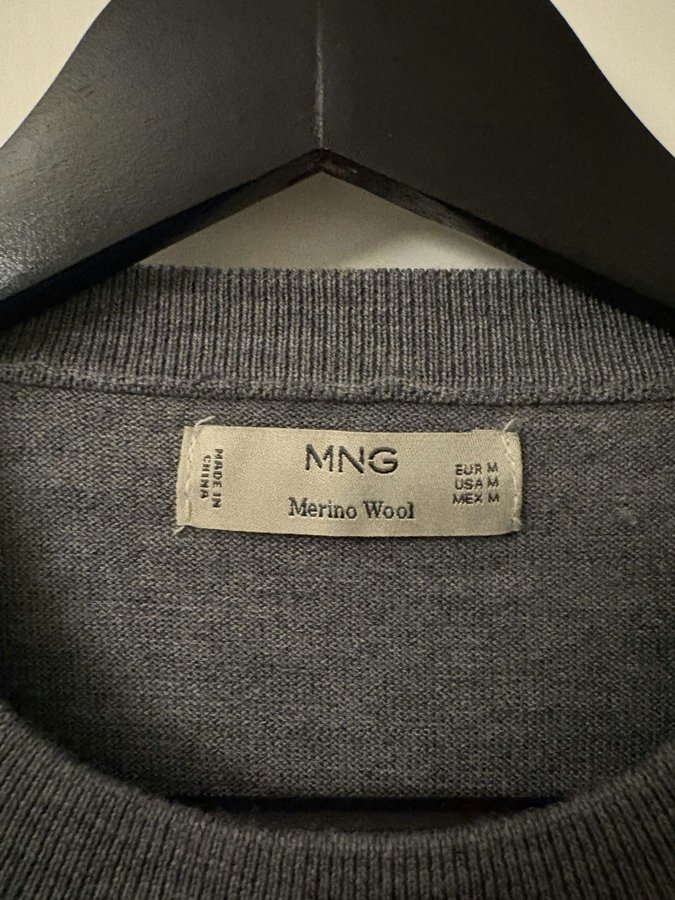 MADE IN
CHINA
MNG
Merino Wool
EUR M
USA M
MEX M